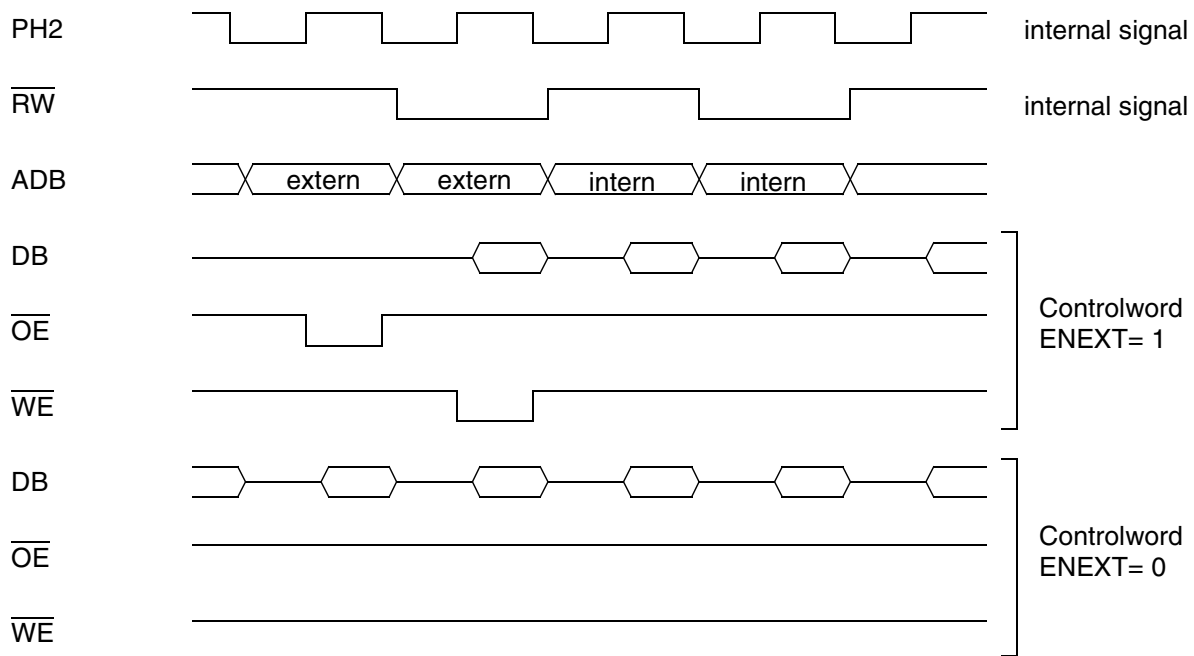 PH2 internal signal
RW internal signal
ADB extern extern intern intern
DB
OE Controlword
ENEXT= 1
WE
DB
OE Controlword
ENEXT= 0
WE